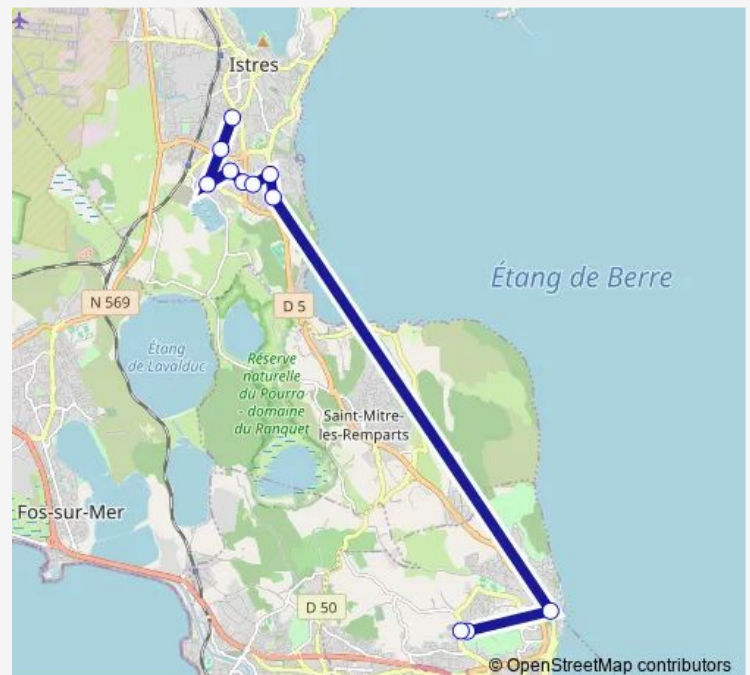 Istres
Étang de Berre
N 569
D 5
Étang
de Lavalduc
Réserve
naturelle
du Pourra
- domaine
du Ranquet
Saint-Mitre-
les-Remparts
Fos-sur-Mer
D 50
© OpenStreetMap contributors